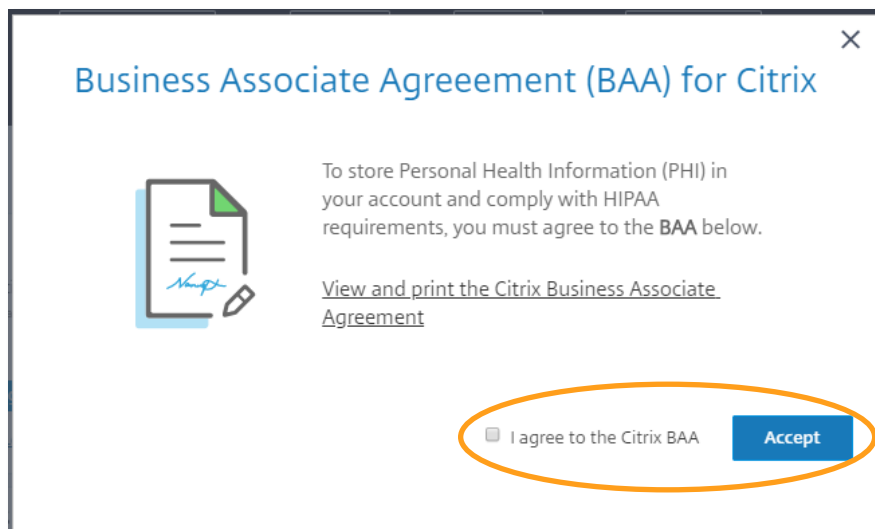 Business Associate Agreeement (BAA) for Citrix
To store Personal Health Information (PHI) in
your account and comply with HIPAA
requirements, you must agree to the BAA below.
View and print the Citrix Business Associate
Agreement
I agree to the Citrix BAA
Accept